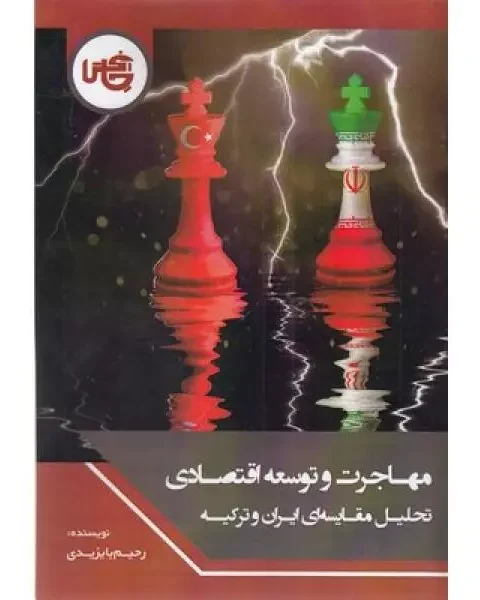 مهاجرت و توسعه اقتصادی
تحلیل مقایسه‌ای ایران و ترکیه
نویسنده:
رحیم بایزیدی